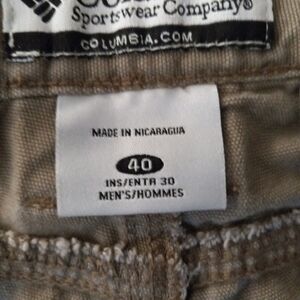 Sportswear Company®
COLUMBIA.COM
MADE IN NICARAGUA
40
INS/ENTR 30
MEN'S/HOMMES